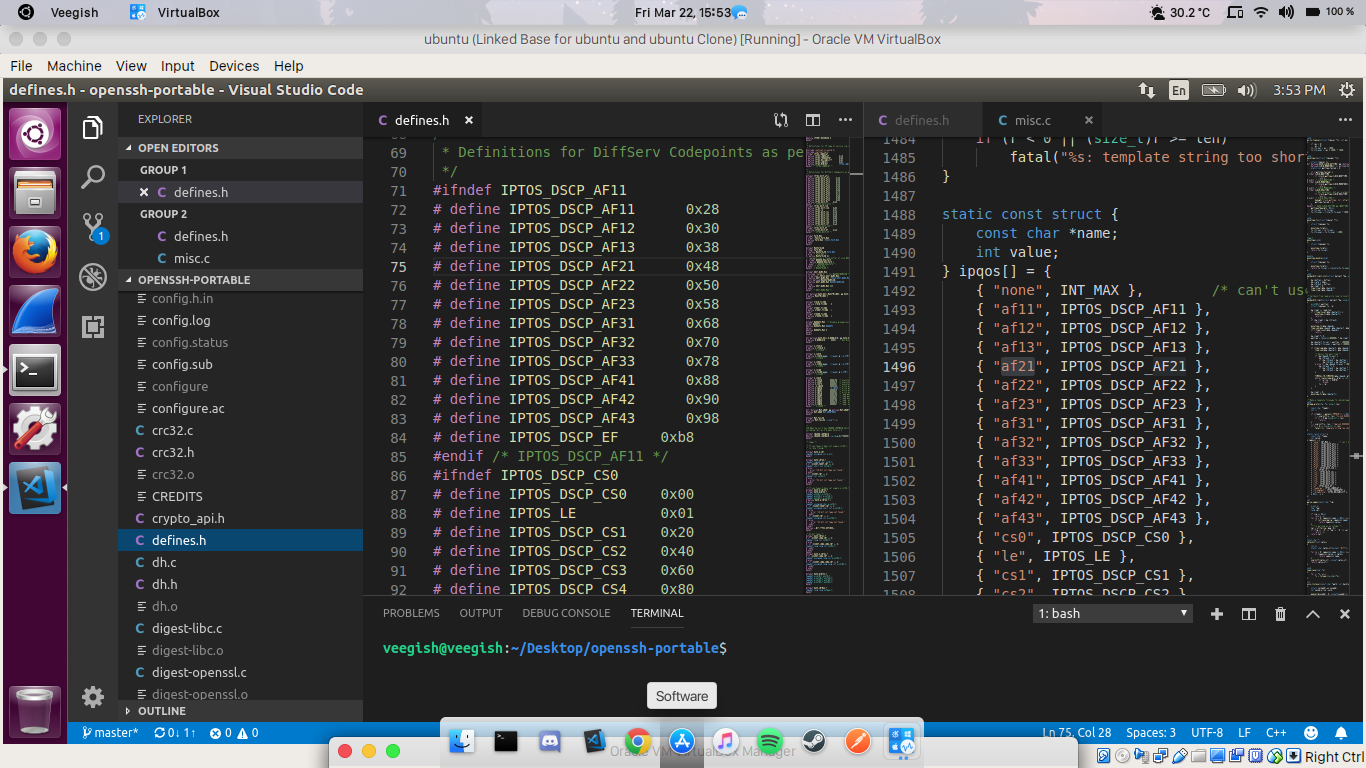 Veegish VirtualBox Fri Mar 22, 15:53 30.2 °C 100 %
ubuntu (Linked Base for ubuntu and ubuntu Clone) [Running] - Oracle VM VirtualBox
File Machine View Input Devices Help
defines.h - openssh-portable - Visual Studio Code En 3:53 PM
EXPLORER
OPEN EDITORS
GROUP 1
C defines.h
GROUP 2
C defines.h
C misc.c
1
OPENSSH-PORTABLE
config.h.in
config.log
config.status
config.sub
configure
configure.ac
C crc32.c
C crc32.h
crc32.o
CREDITS
C crypto_api.h
C defines.h
C dh.c
C dh.h
dh.o
C digest-libc.c
digest-libc.o
C digest-openssl.c
digest-openssl.o
OUTLINE
C defines.h
69 * Definitions for DiffServ Codepoints as pe
70 */
71 #ifndef IPTOS_DSCP_AF11
72 # define IPTOS_DSCP_AF11 0x28
73 # define IPTOS_DSCP_AF12 0x30
74 # define IPTOS_DSCP_AF13 0x38
75 # define IPTOS_DSCP_AF21 0x48
76 # define IPTOS_DSCP_AF22 0x50
77 # define IPTOS_DSCP_AF23 0x58
78 # define IPTOS_DSCP_AF31 0x68
79 # define IPTOS_DSCP_AF32 0x70
80 # define IPTOS_DSCP_AF33 0x78
81 # define IPTOS_DSCP_AF41 0x88
82 # define IPTOS_DSCP_AF42 0x90
83 # define IPTOS_DSCP_AF43 0x98
84 # define IPTOS_DSCP_EF 0xb8
85 #endif /* IPTOS_DSCP_AF11 */
86 #ifndef IPTOS_DSCP_CS0
87 # define IPTOS_DSCP_CS0 0x00
88 # define IPTOS_LE 0x01
89 # define IPTOS_DSCP_CS1 0x20
90 # define IPTOS_DSCP_CS2 0x40
91 # define IPTOS_DSCP_CS3 0x60
92 # define IPTOS_DSCP_CS4 0x80
C defines.h C misc.c
1484 if (r < 0 || (size_t)r >= len)
1485 fatal("%s: template string too shor
1486 }
1487
1488 static const struct {
1489 const char *name;
1490 int value;
1491 } ipqos[] = {
1492 { "none", INT_MAX }, /* can't us
1493 { "af11", IPTOS_DSCP_AF11 },
1494 { "af12", IPTOS_DSCP_AF12 },
1495 { "af13", IPTOS_DSCP_AF13 },
1496 { "af21", IPTOS_DSCP_AF21 },
1497 { "af22", IPTOS_DSCP_AF22 },
1498 { "af23", IPTOS_DSCP_AF23 },
1499 { "af31", IPTOS_DSCP_AF31 },
1500 { "af32", IPTOS_DSCP_AF32 },
1501 { "af33", IPTOS_DSCP_AF33 },
1502 { "af41", IPTOS_DSCP_AF41 },
1503 { "af42", IPTOS_DSCP_AF42 },
1504 { "af43", IPTOS_DSCP_AF43 },
1505 { "cs0", IPTOS_DSCP_CS0 },
1506 { "le", IPTOS_LE },
1507 { "cs1", IPTOS_DSCP_CS1 },
1508 { "cs2", IPTOS_DSCP_CS2 },
PROBLEMS OUTPUT DEBUG CONSOLE TERMINAL 1: bash
veegish@veegish:~/Desktop/openssh-portable$
Software
master* 0↓ 1↑ 0 0 Ln 75, Col 28 Spaces: 3 UTF-8 LF C++
Oracle VM VirtualBox Manager
Right Ctrl